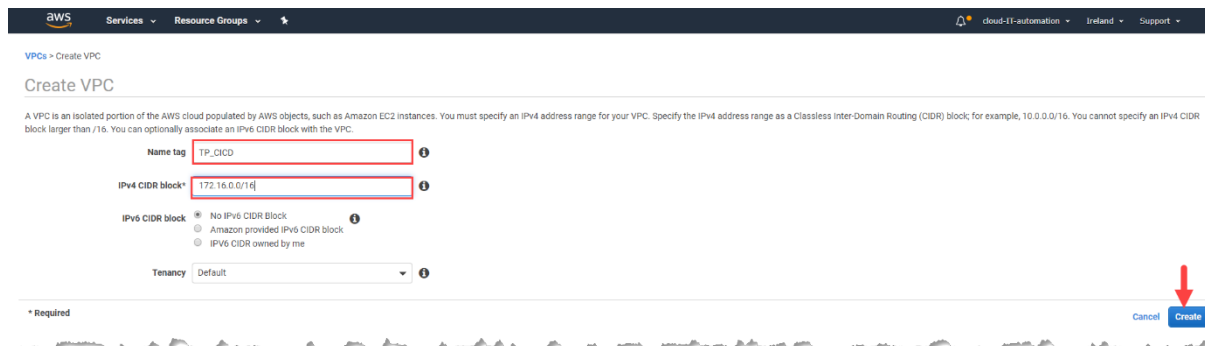 aws Services Resource Groups cloud-IT-automation Ireland Support
VPCs > Create VPC
Create VPC
A VPC is an isolated portion of the AWS cloud populated by AWS objects, such as Amazon EC2 instances. You must specify an IPv4 address range for your VPC. Specify the IPv4 address range as a Classless Inter-Domain Routing (CIDR) block; for example, 10.0.0.0/16. You cannot specify an IPv4 CIDR
block larger than /16. You can optionally associate an IPv6 CIDR block with the VPC.
Name tag TP_CICD
IPv4 CIDR block* 172.16.0.0/16
IPv6 CIDR block No IPv6 CIDR Block
Amazon provided IPv6 CIDR block
IPV6 CIDR owned by me
Tenancy Default
* Required
Cancel Create